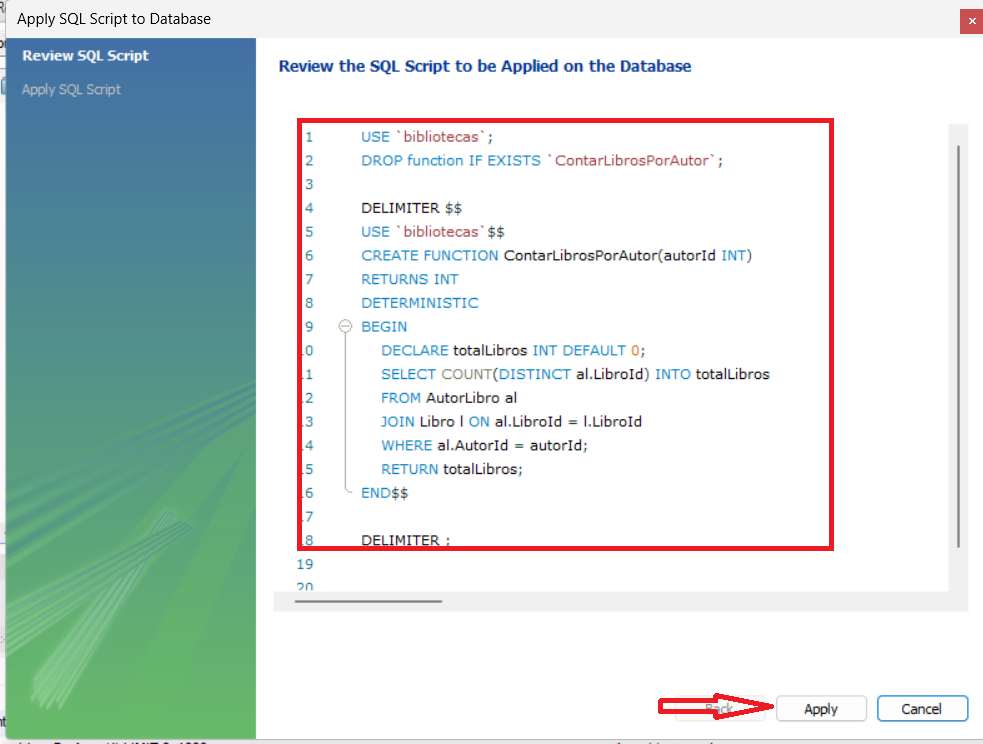 Apply SQL Script to Database
Review SQL Script
Apply SQL Script
Review the SQL Script to be Applied on the Database
1 USE `bibliotecas`;
2 DROP function IF EXISTS `ContarLibrosPorAutor`;
3
4 DELIMITER $$
5 USE `bibliotecas`$$
6 CREATE FUNCTION ContarLibrosPorAutor(autorId INT)
7 RETURNS INT
8 DETERMINISTIC
9 BEGIN
10 DECLARE totalLibros INT DEFAULT 0;
11 SELECT COUNT(DISTINCT al.LibroId) INTO totalLibros
12 FROM AutorLibro al
13 JOIN Libro l ON al.LibroId = l.LibroId
14 WHERE al.AutorId = autorId;
15 RETURN totalLibros;
16 END$$
17
18 DELIMITER ;
19
20
Back Apply Cancel